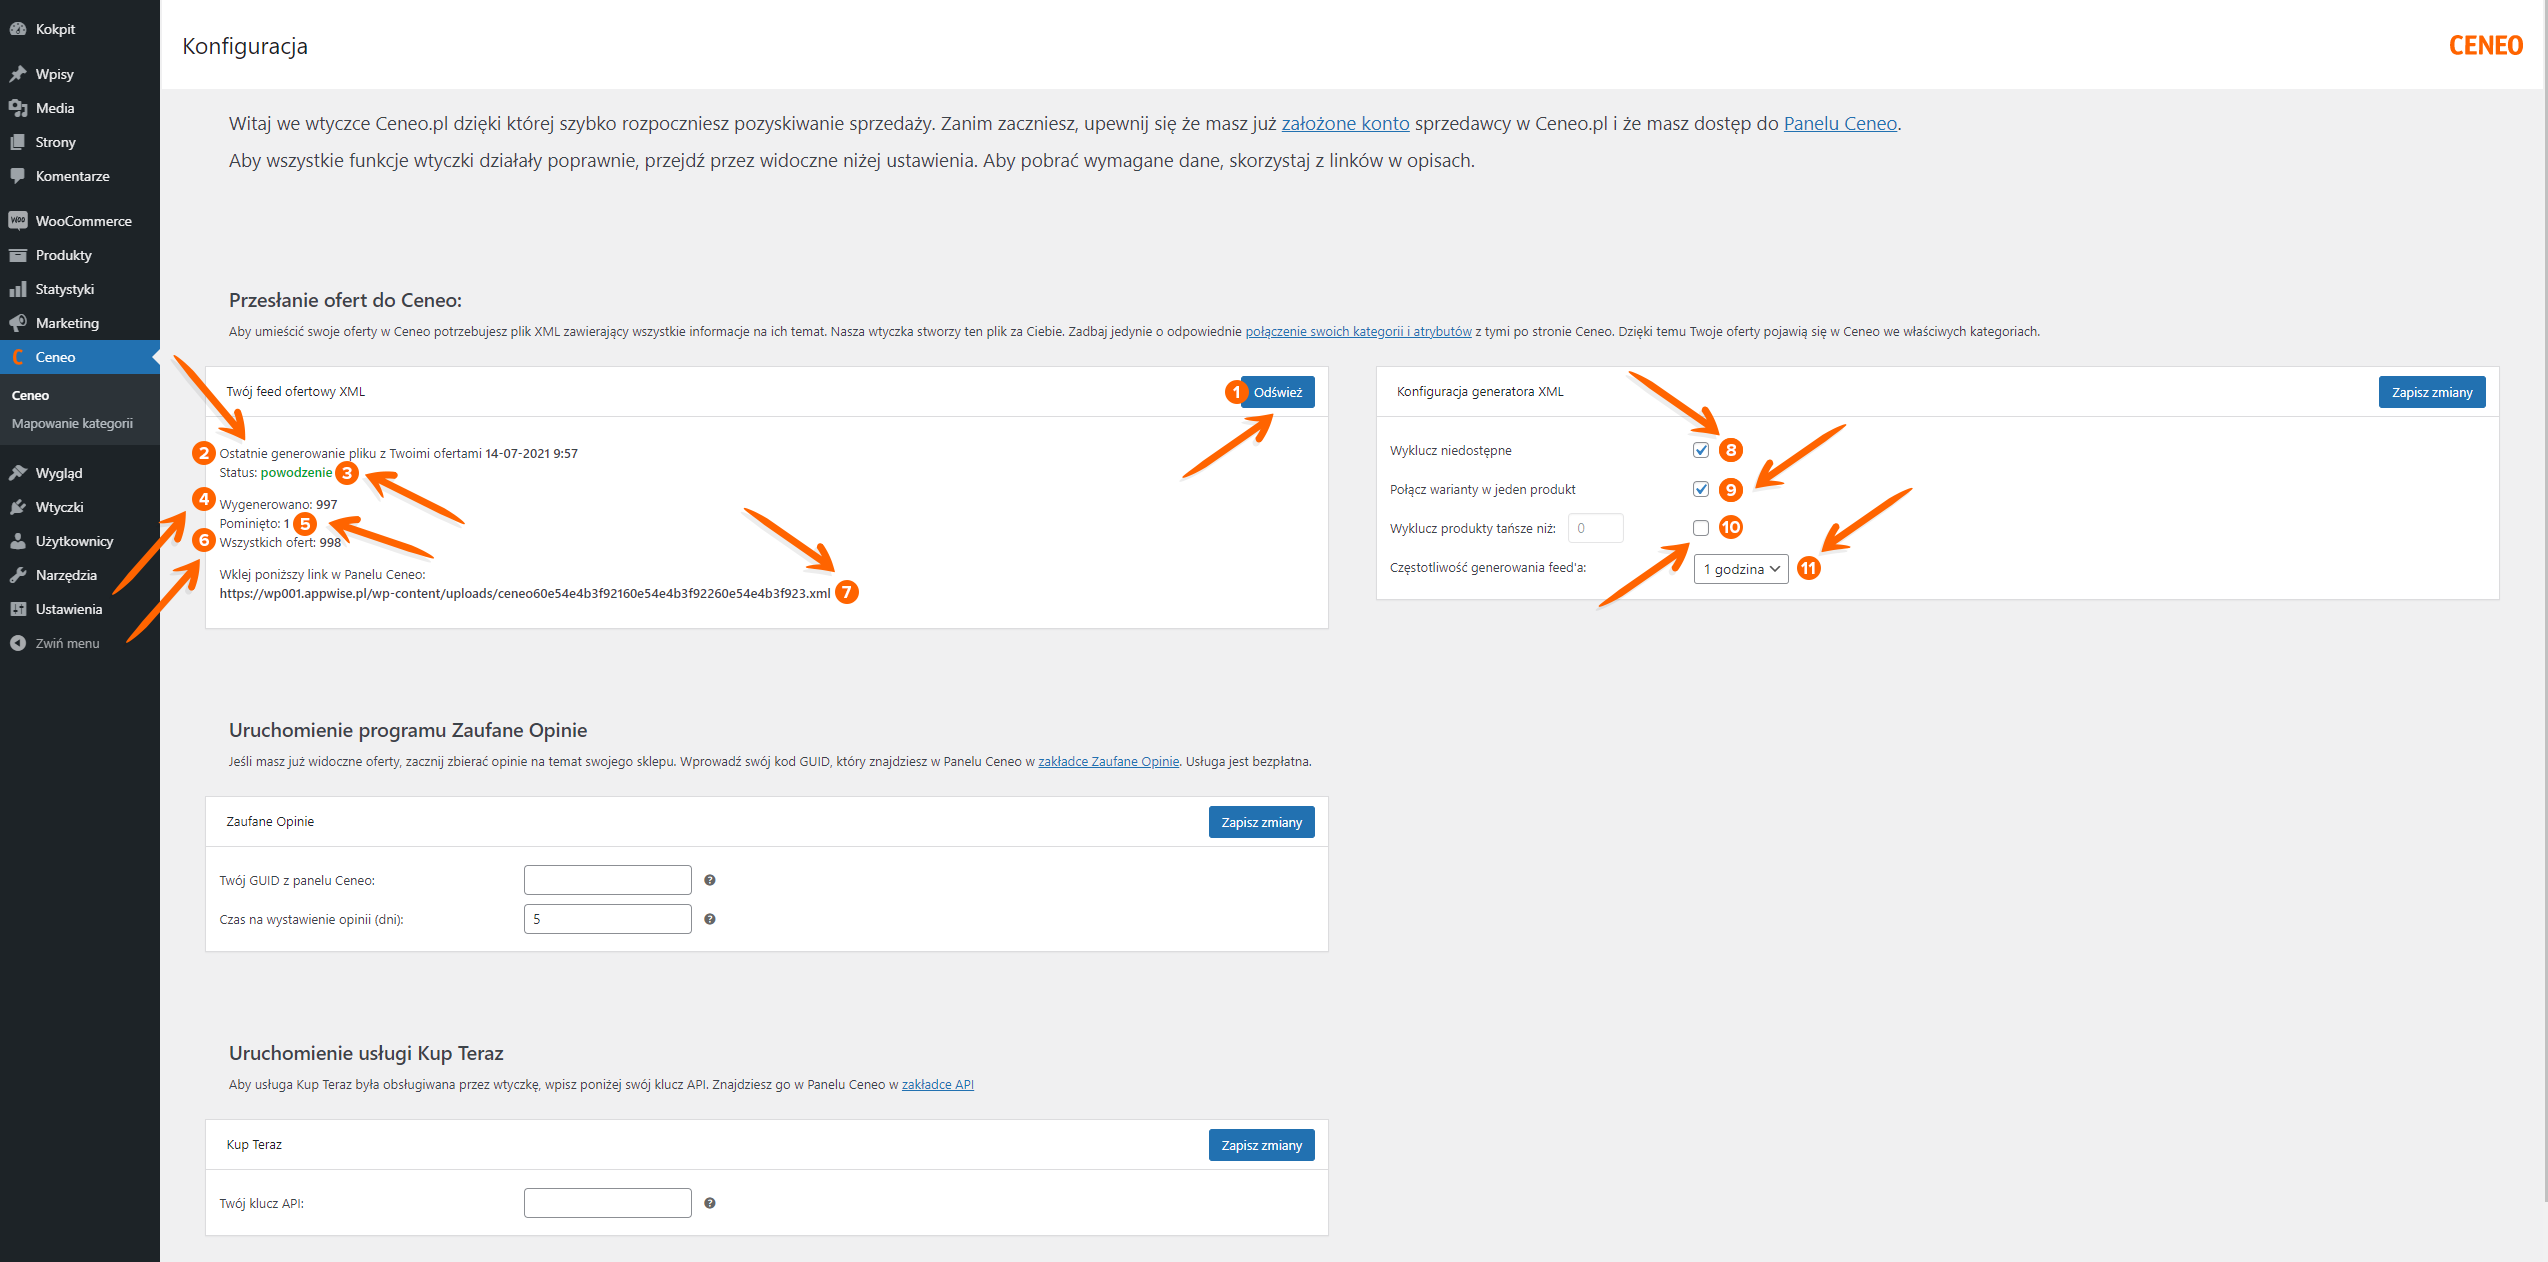 Kokpit
Wpisy
Media
Strony
Komentarze
WooCommerce
Produkty
Statystyki
Marketing
Ceneo
Ceneo
Mapowanie kategorii
Wygląd
Wtyczki
Użytkownicy
Narzędzia
Ustawienia
Zwiń menu
Konfiguracja
CENEO
Witaj we wtyczce Ceneo.pl dzięki której szybko rozpoczniesz pozyskiwanie sprzedaży. Zanim zaczniesz, upewnij się że masz już założone konto sprzedawcy w Ceneo.pl i że masz dostęp do Panelu Ceneo.
Aby wszystkie funkcje wtyczki działały poprawnie, przejdź przez widoczne niżej ustawienia. Aby pobrać wymagane dane, skorzystaj z linków w opisach.
Przesłanie ofert do Ceneo:
Aby umieścić swoje oferty w Ceneo potrzebujesz plik XML zawierający wszystkie informacje na ich temat. Nasza wtyczka stworzy ten plik za Ciebie. Zadbaj jedynie o odpowiednie połączenie swoich kategorii i atrybutów z tymi po stronie Ceneo. Dzięki temu Twoje oferty pojawią się w Ceneo we właściwych kategoriach.
Twój feed ofertowy XML
1 Odśwież
2 Ostatnie generowanie pliku z Twoimi ofertami 14-07-2021 9:57
Status: powodzenie 3
4 Wygenerowano: 997
Pominięto: 1 5
6 Wszystkich ofert: 998
Wklej poniższy link w Panelu Ceneo:
https://wp001.appwise.pl/wp-content/uploads/ceneo60e54e4b3f92160e54e4b3f92260e54e4b3f923.xml 7
Konfiguracja generatora XML
Zapisz zmiany
Wyklucz niedostępne 8
Połącz warianty w jeden produkt 9
Wyklucz produkty tańsze niż: 0 10
Częstotliwość generowania feed'a: 1 godzina 11
Uruchomienie programu Zaufane Opinie
Jeśli masz już widoczne oferty, zacznij zbierać opinie na temat swojego sklepu. Wprowadź swój kod GUID, który znajdziesz w Panelu Ceneo w zakładce Zaufane Opinie. Usługa jest bezpłatna.
Zaufane Opinie
Zapisz zmiany
Twój GUID z panelu Ceneo: ?
Czas na wystawienie opinii (dni): 5 ?
Uruchomienie usługi Kup Teraz
Aby usługa Kup Teraz była obsługiwana przez wtyczkę, wpisz poniżej swój klucz API. Znajdziesz go w Panelu Ceneo w zakładce API
Kup Teraz
Zapisz zmiany
Twój klucz API: ?